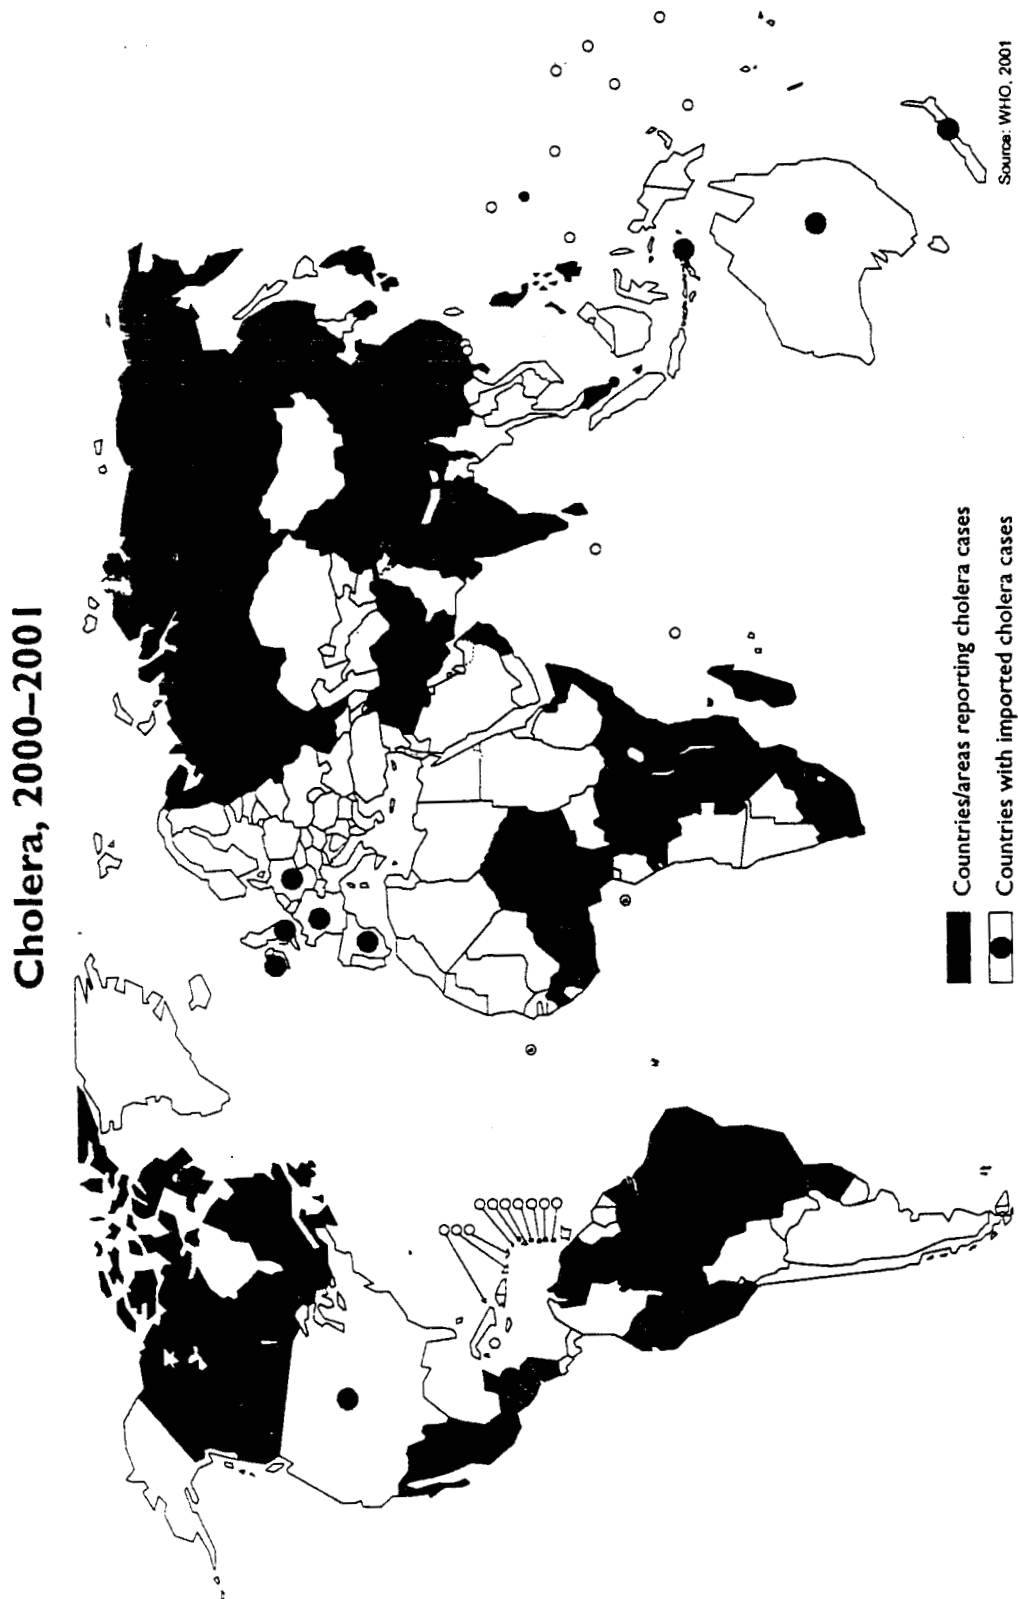 Cholera, 2000–2001
Countries/areas reporting cholera cases
Countries with imported cholera cases
Source: WHO, 2001